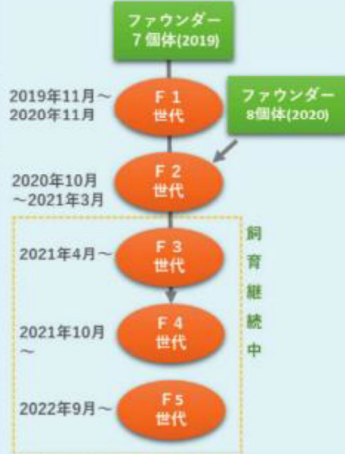 ファウンダー
7個体(2019)
2019年11月～
2020年11月
F 1
世代
ファウンダー
8個体(2020)
2020年10月
～2021年3月
F 2
世代
2021年4月～
F 3
世代
飼育継続中
2021年10月
～
F 4
世代
2022年9月～
F5
世代